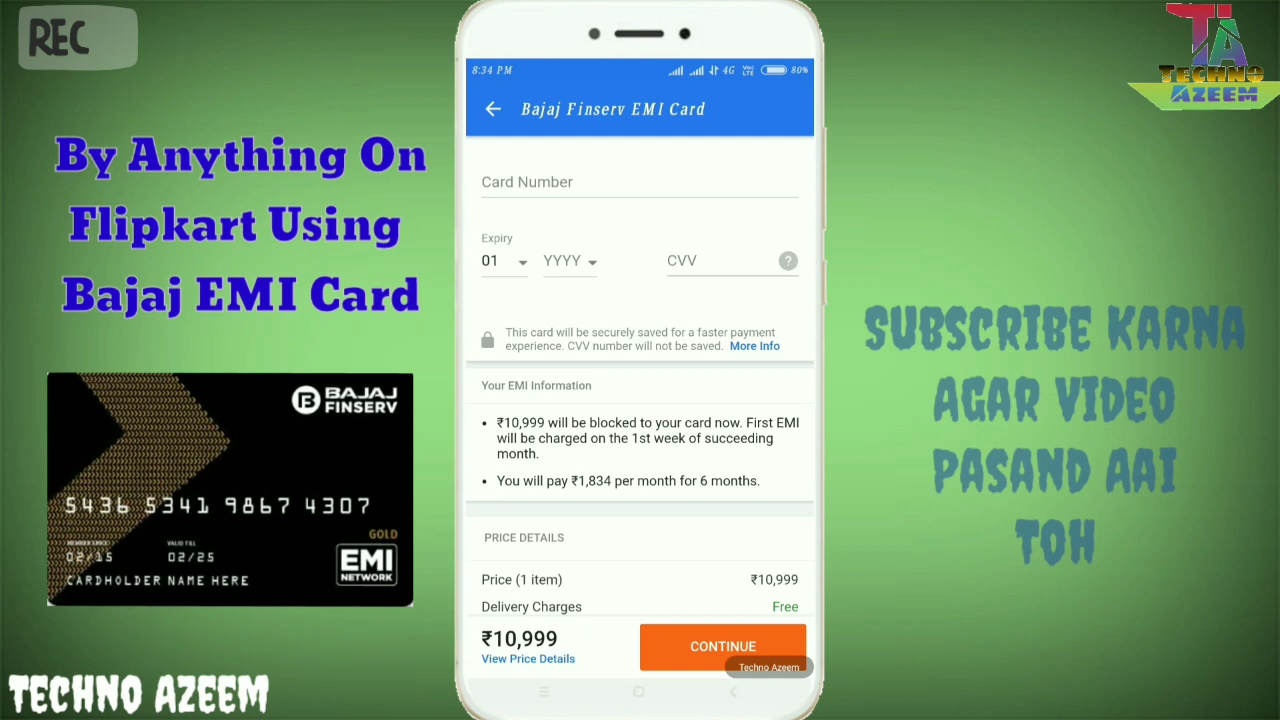 REC
TA
TECHNO
AZEEM
By Anything On
Flipkart Using
Bajaj EMI Card
BAJAJ
FINSERV
5436 5341 9867 4307
GOLD
VALID TILL
02/15 02/25
CARDHOLDER NAME HERE
EMI
NETWORK
TECHNO AZEEM
8:34 PM
4G
Vo)
LTE
80%
Bajaj Finserv EMI Card
Card Number
Expiry
01 YYYY CVV ?
This card will be securely saved for a faster payment
experience. CVV number will not be saved. More Info
Your EMI Information
• ₹10,999 will be blocked to your card now. First EMI
will be charged on the 1st week of succeeding
month.
• You will pay ₹1,834 per month for 6 months.
PRICE DETAILS
Price (1 item) ₹10,999
Delivery Charges Free
₹10,999
View Price Details
CONTINUE
Techno Azeem
SUBSCRIBE KARNA
AGAR VIDEO
PASAND AAI
TOH